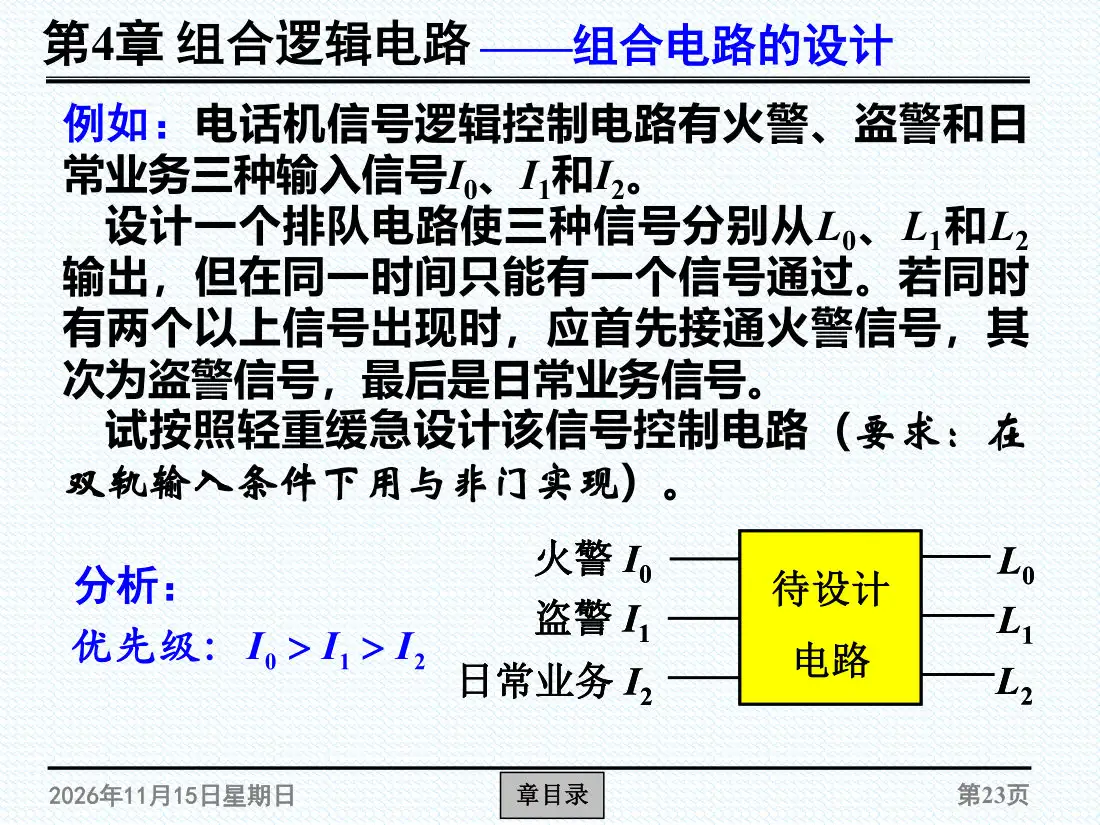 第4章 组合逻辑电路 ——组合电路的设计
例如：电话机信号逻辑控制电路有火警、盗警和日
常业务三种输入信号I0、I1和I2。
设计一个排队电路使三种信号分别从L0、L1和L2
输出，但在同一时间只能有一个信号通过。若同时
有两个以上信号出现时，应首先接通火警信号，其
次为盗警信号，最后是日常业务信号。
试按照轻重缓急设计该信号控制电路（要求：在
双轨输入条件下用与非门实现）。
分析：
优先级：I0 > I1 > I2
火警 I0
盗警 I1
日常业务 I2
待设计
电路
L0
L1
L2
2026年11月15日星期日
章目录
第23页